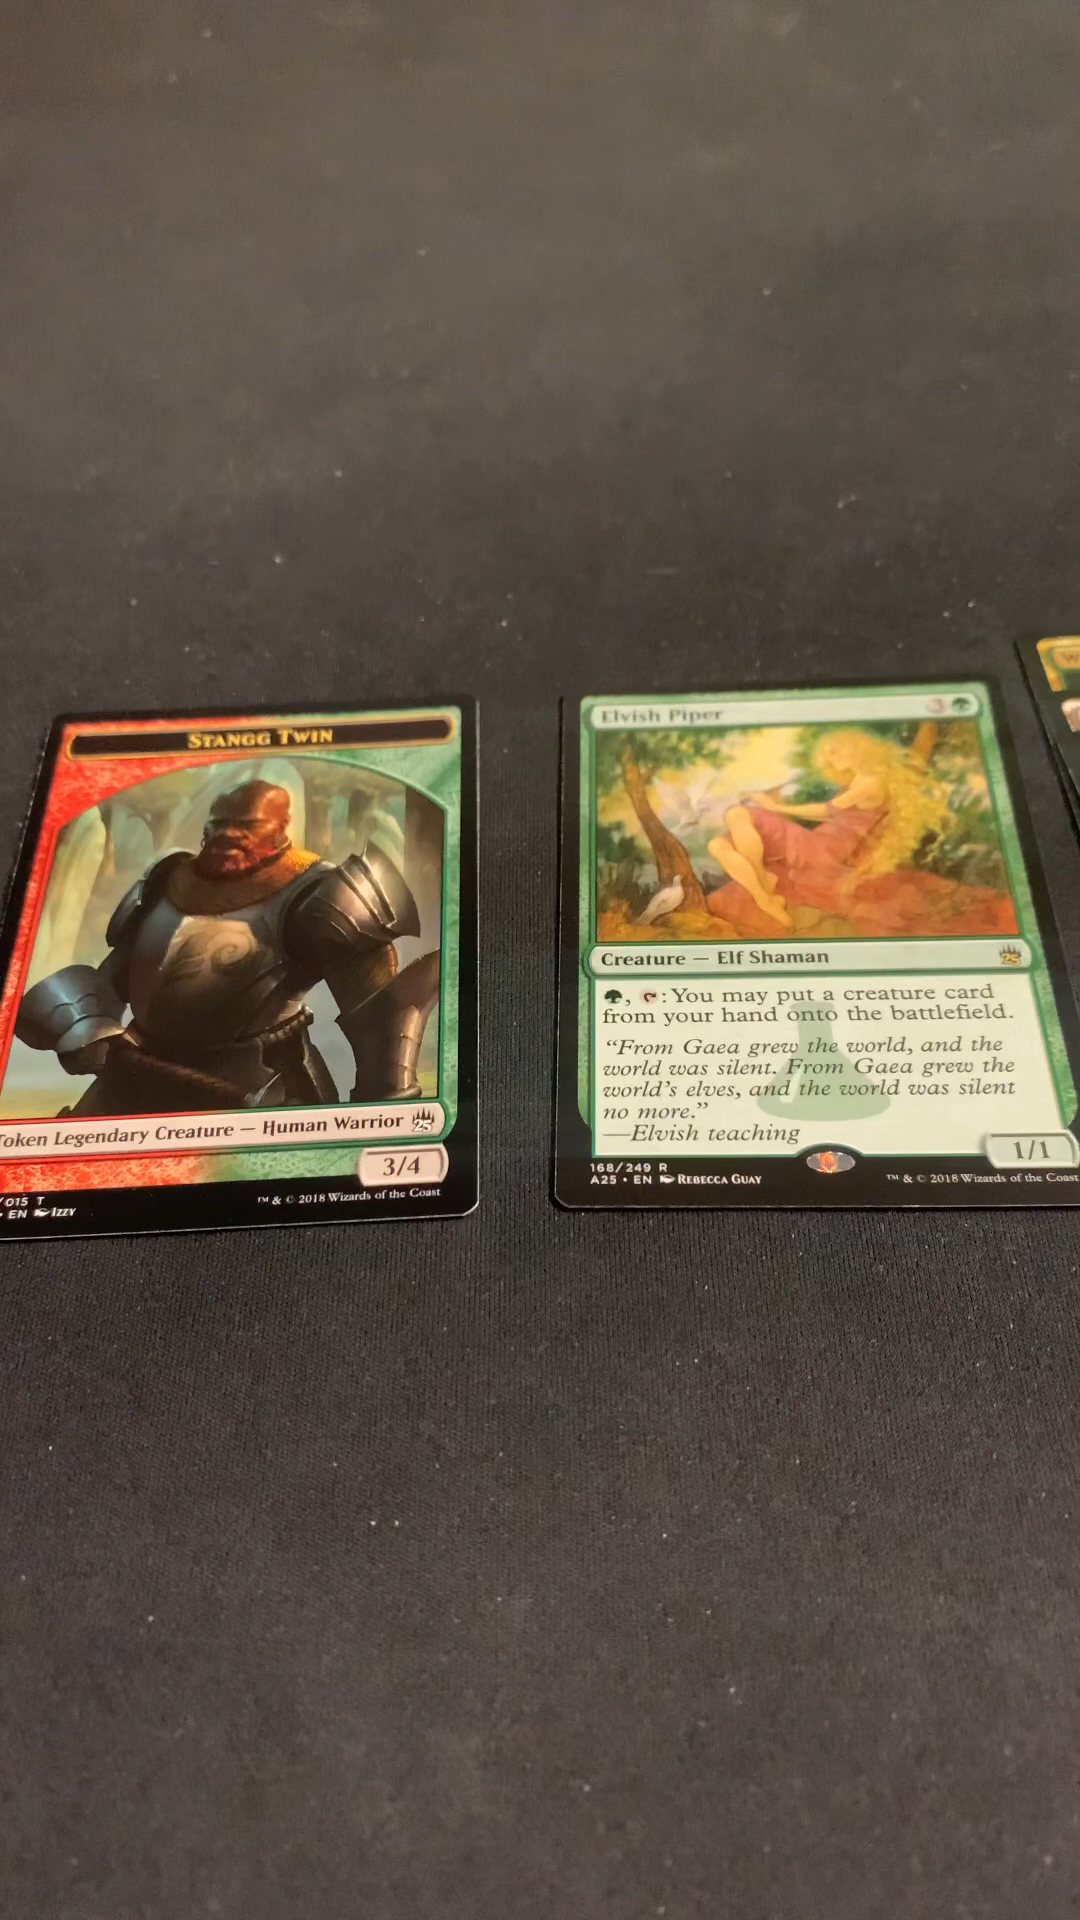 Stangg Twin
Token Legendary Creature — Human Warrior
3/4
/015 T
• EN Izzy
™ & © 2018 Wizards of the Coast
Elvish Piper
3
Creature — Elf Shaman
25
, : You may put a creature card
from your hand onto the battlefield.
“From Gaea grew the world, and the
world was silent. From Gaea grew the
world’s elves, and the world was silent
no more.”
—Elvish teaching
1/1
168/249 R
A25 • EN Rebecca Guay
™ & © 2018 Wizards of the Coast
W